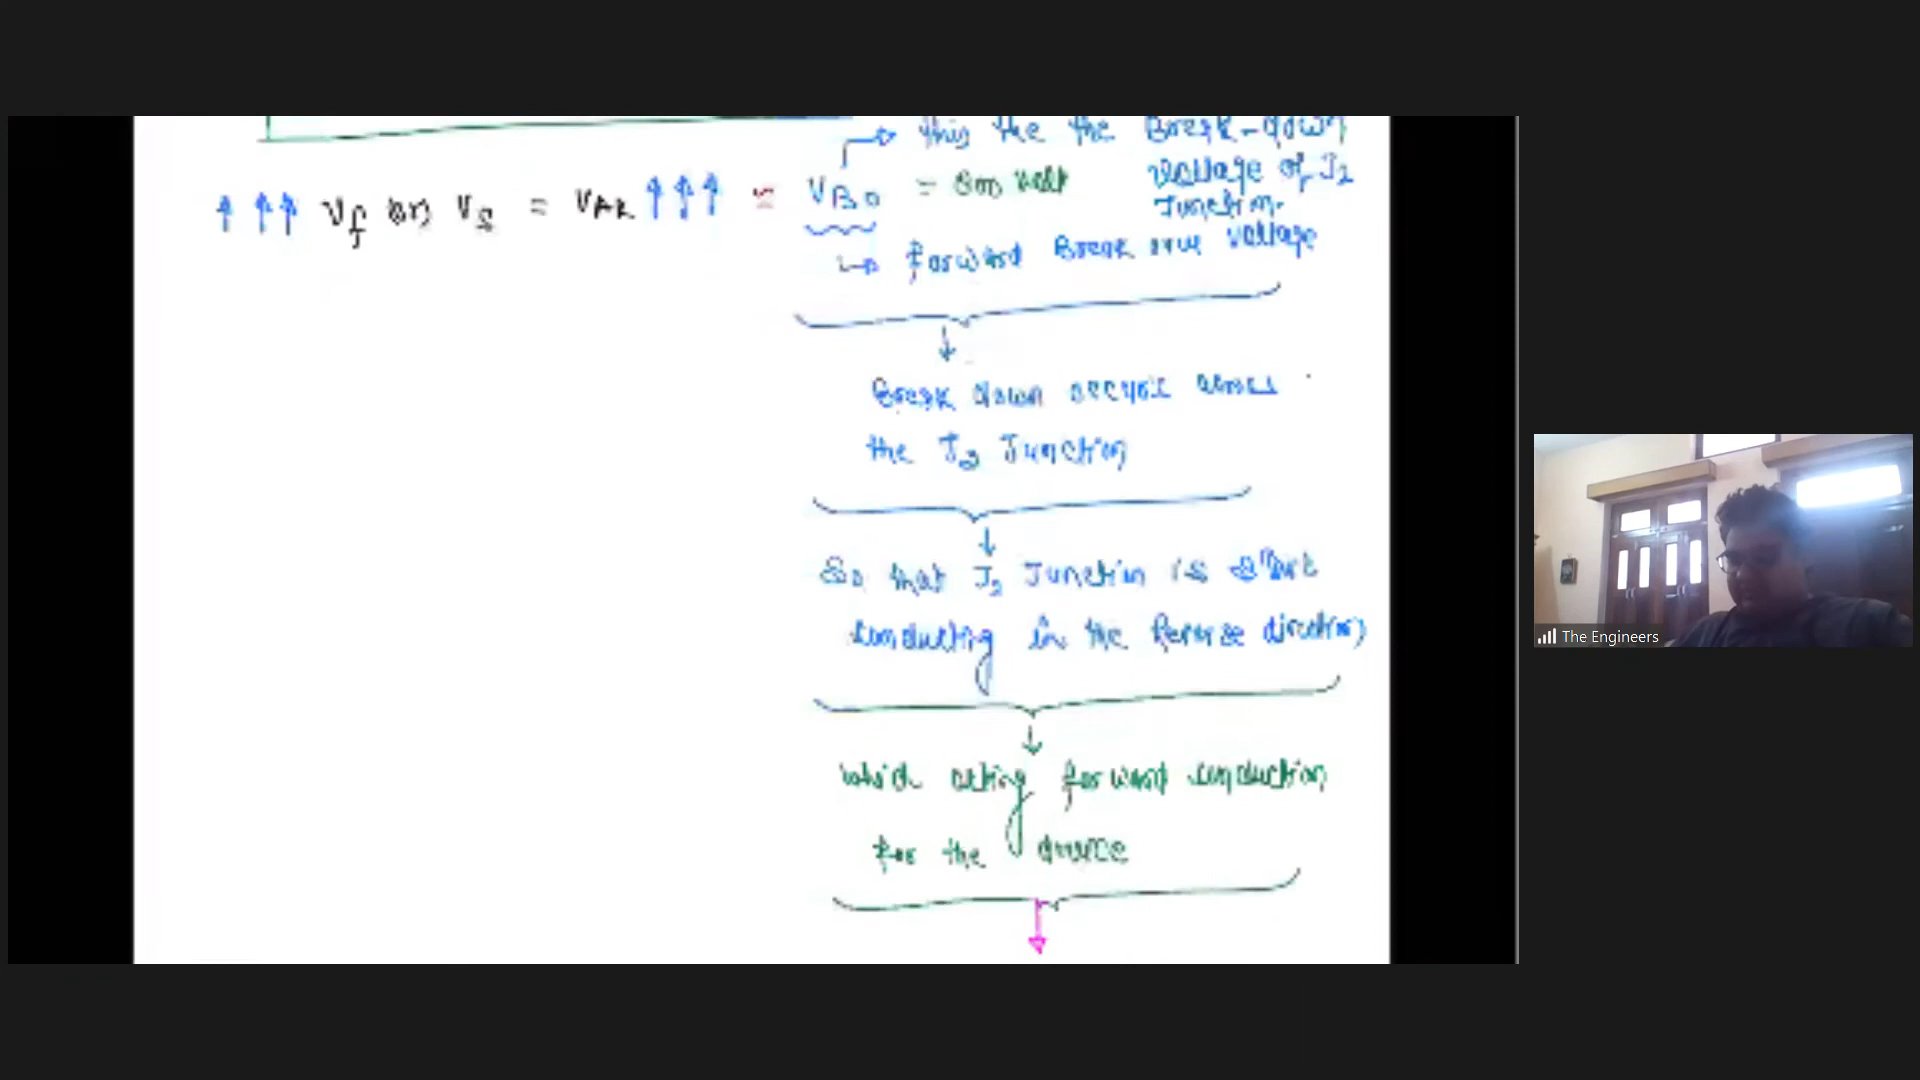 this the the Break-down
voltage of J2
Junction.
↑ ↑↑ Vf or Vs = VAK ↑↑↑ = VBO = 800 volt
↳ forward Break over voltage
Break down occurs across
the J2 Junction
So that J2 Junction is start
conducting in the Reverse direction
which acting forward conduction
for the device
The Engineers